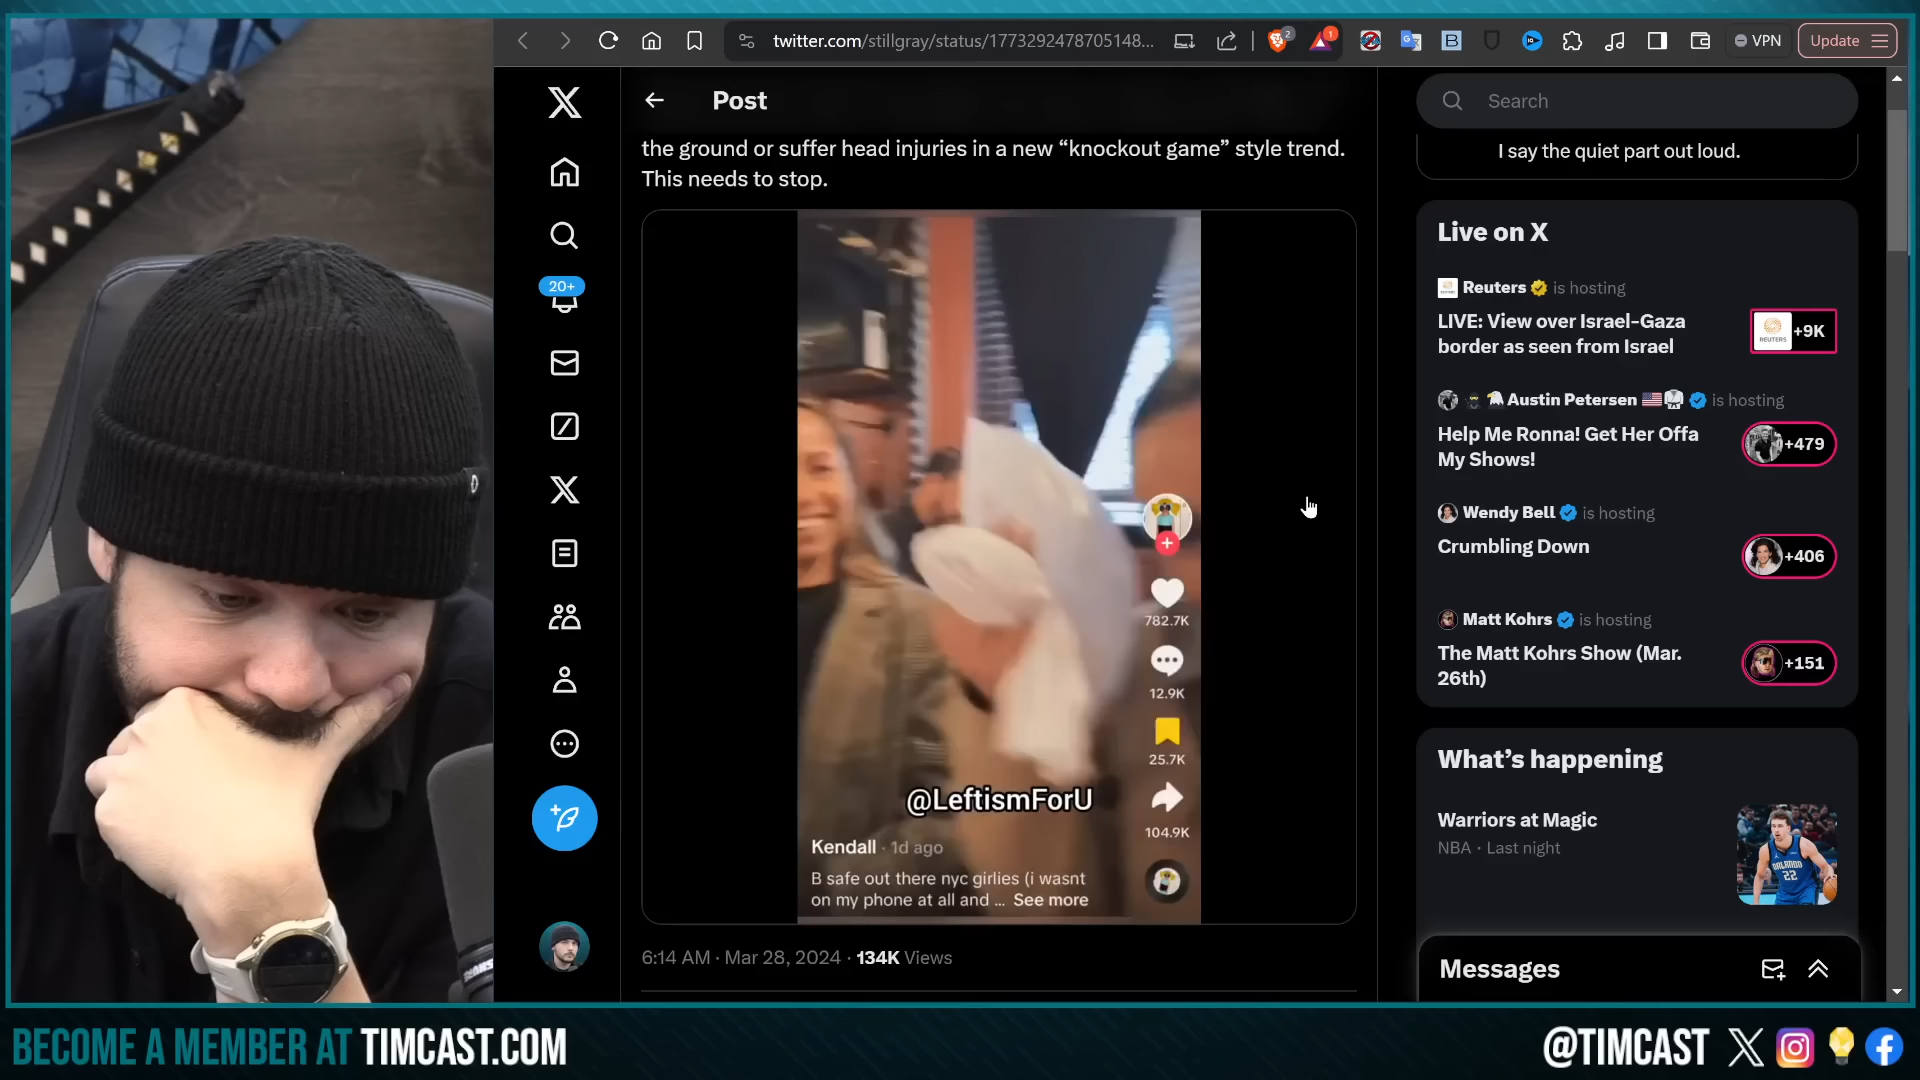 twitter.com/stillgray/status/1773292478705148...
2
1
B
VPN
Update
Post
Search
the ground or suffer head injuries in a new “knockout game” style trend.
This needs to stop.
I say the quiet part out loud.
20+
Live on X
Reuters is hosting
LIVE: View over Israel-Gaza
border as seen from Israel
REUTERS
+9K
Austin Petersen is hosting
Help Me Ronna! Get Her Offa
My Shows!
+479
Wendy Bell is hosting
Crumbling Down
+406
Matt Kohrs is hosting
The Matt Kohrs Show (Mar.
26th)
+151
782.7K
12.9K
25.7K
104.9K
@LeftismForU
Kendall · 1d ago
B safe out there nyc girlies (i wasnt
on my phone at all and ... See more
What’s happening
Warriors at Magic
NBA · Last night
ORLANDO
22
6:14 AM · Mar 28, 2024 · 134K Views
Messages
BECOME A MEMBER AT TIMCAST.COM
@TIMCAST